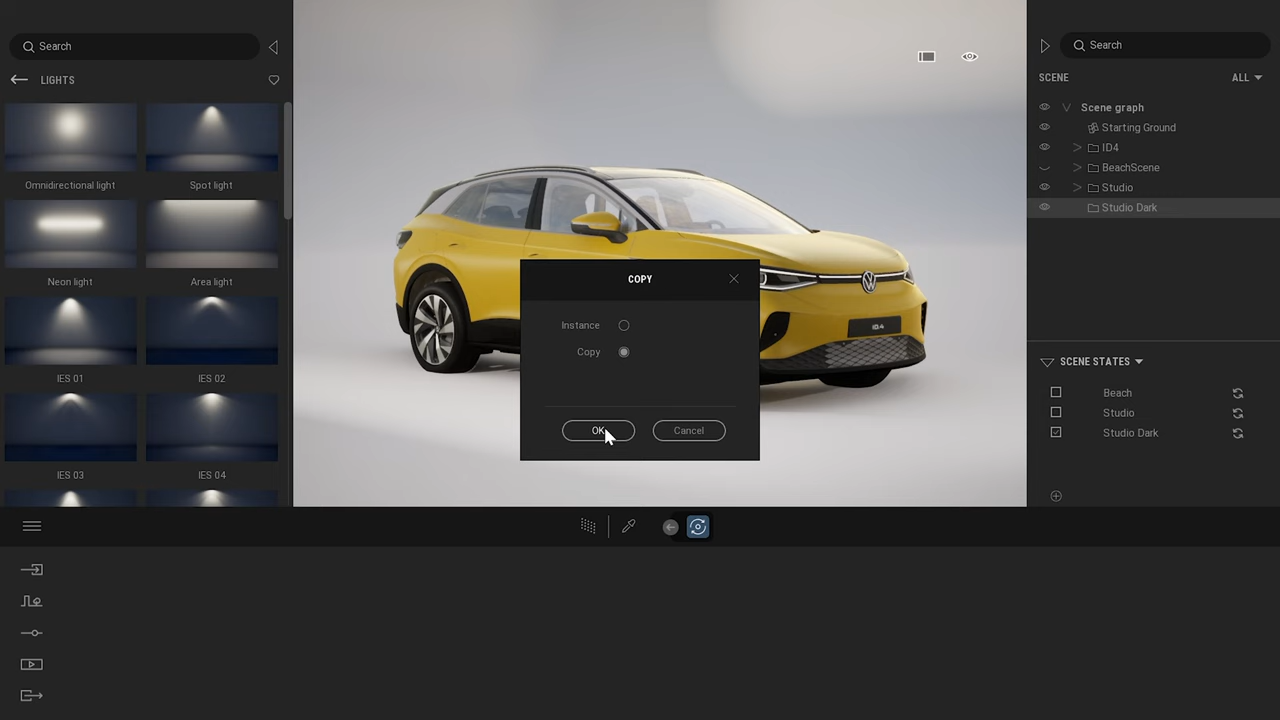 Search
LIGHTS
Omnidirectional light
Spot light
Neon light
Area light
IES 01
IES 02
IES 03
IES 04
ID.4
COPY
Instance
Copy
OK
Cancel
Search
SCENE
ALL
Scene graph
Starting Ground
ID4
BeachScene
Studio
Studio Dark
SCENE STATES
Beach
Studio
Studio Dark